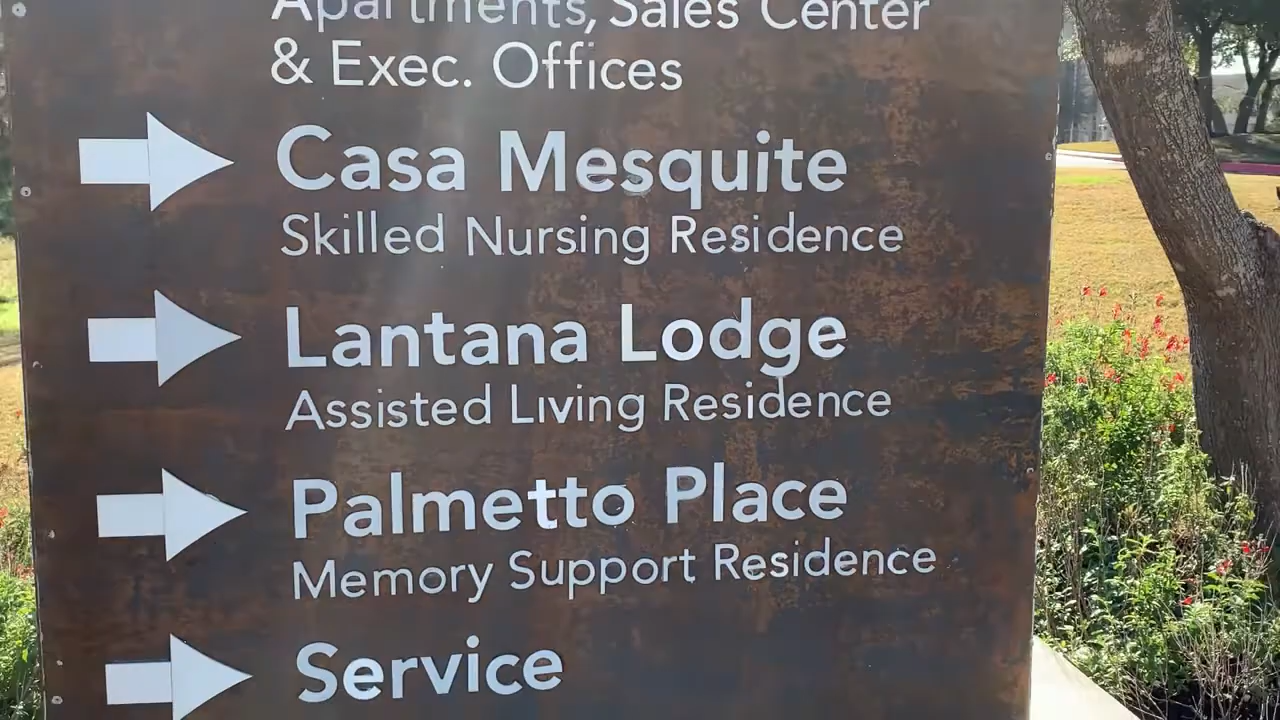 Apartments, Sales Center
& Exec. Offices
Casa Mesquite
Skilled Nursing Residence
Lantana Lodge
Assisted Living Residence
Palmetto Place
Memory Support Residence
Service